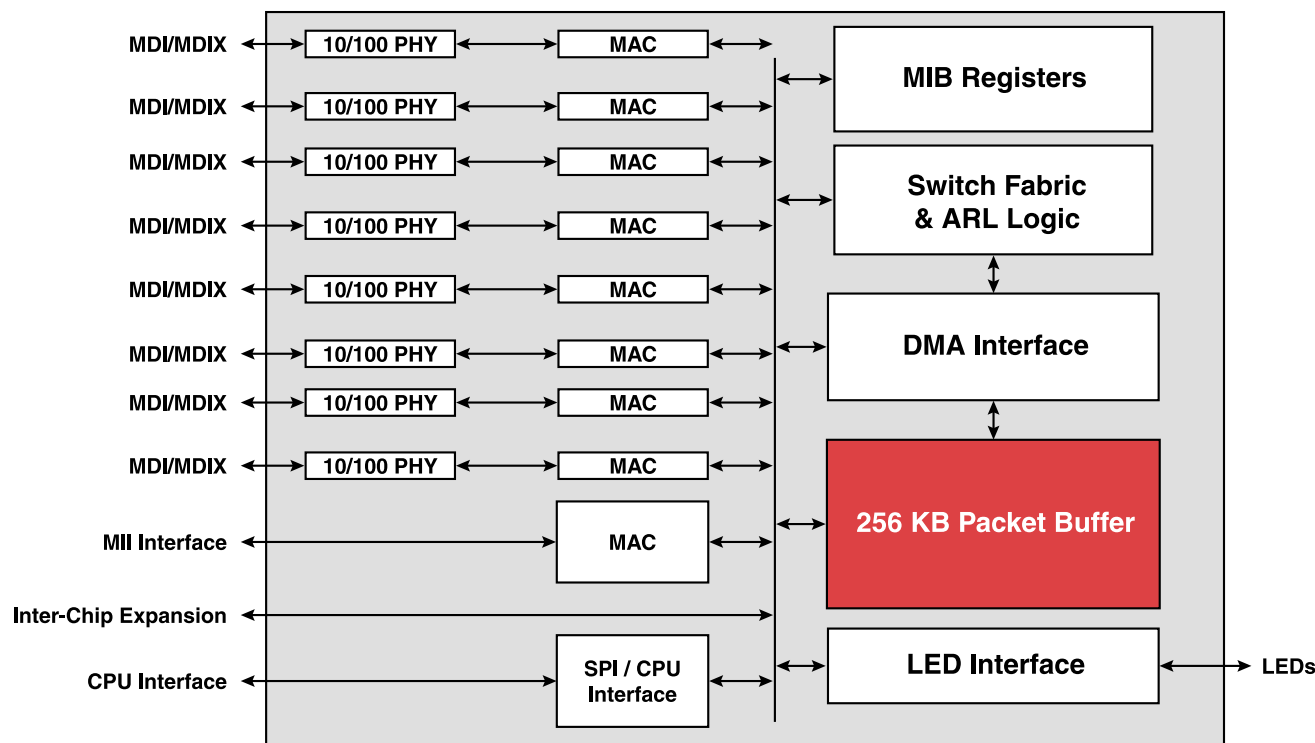 MDI/MDIX 10/100 PHY MAC
MIB Registers
MDI/MDIX 10/100 PHY MAC
MDI/MDIX 10/100 PHY MAC
Switch Fabric
& ARL Logic
MDI/MDIX 10/100 PHY MAC
MDI/MDIX 10/100 PHY MAC
DMA Interface
MDI/MDIX 10/100 PHY MAC
MDI/MDIX 10/100 PHY MAC
MDI/MDIX 10/100 PHY MAC
256 KB Packet Buffer
MII Interface MAC
Inter-Chip Expansion
CPU Interface
SPI / CPU
Interface
LED Interface
LEDs